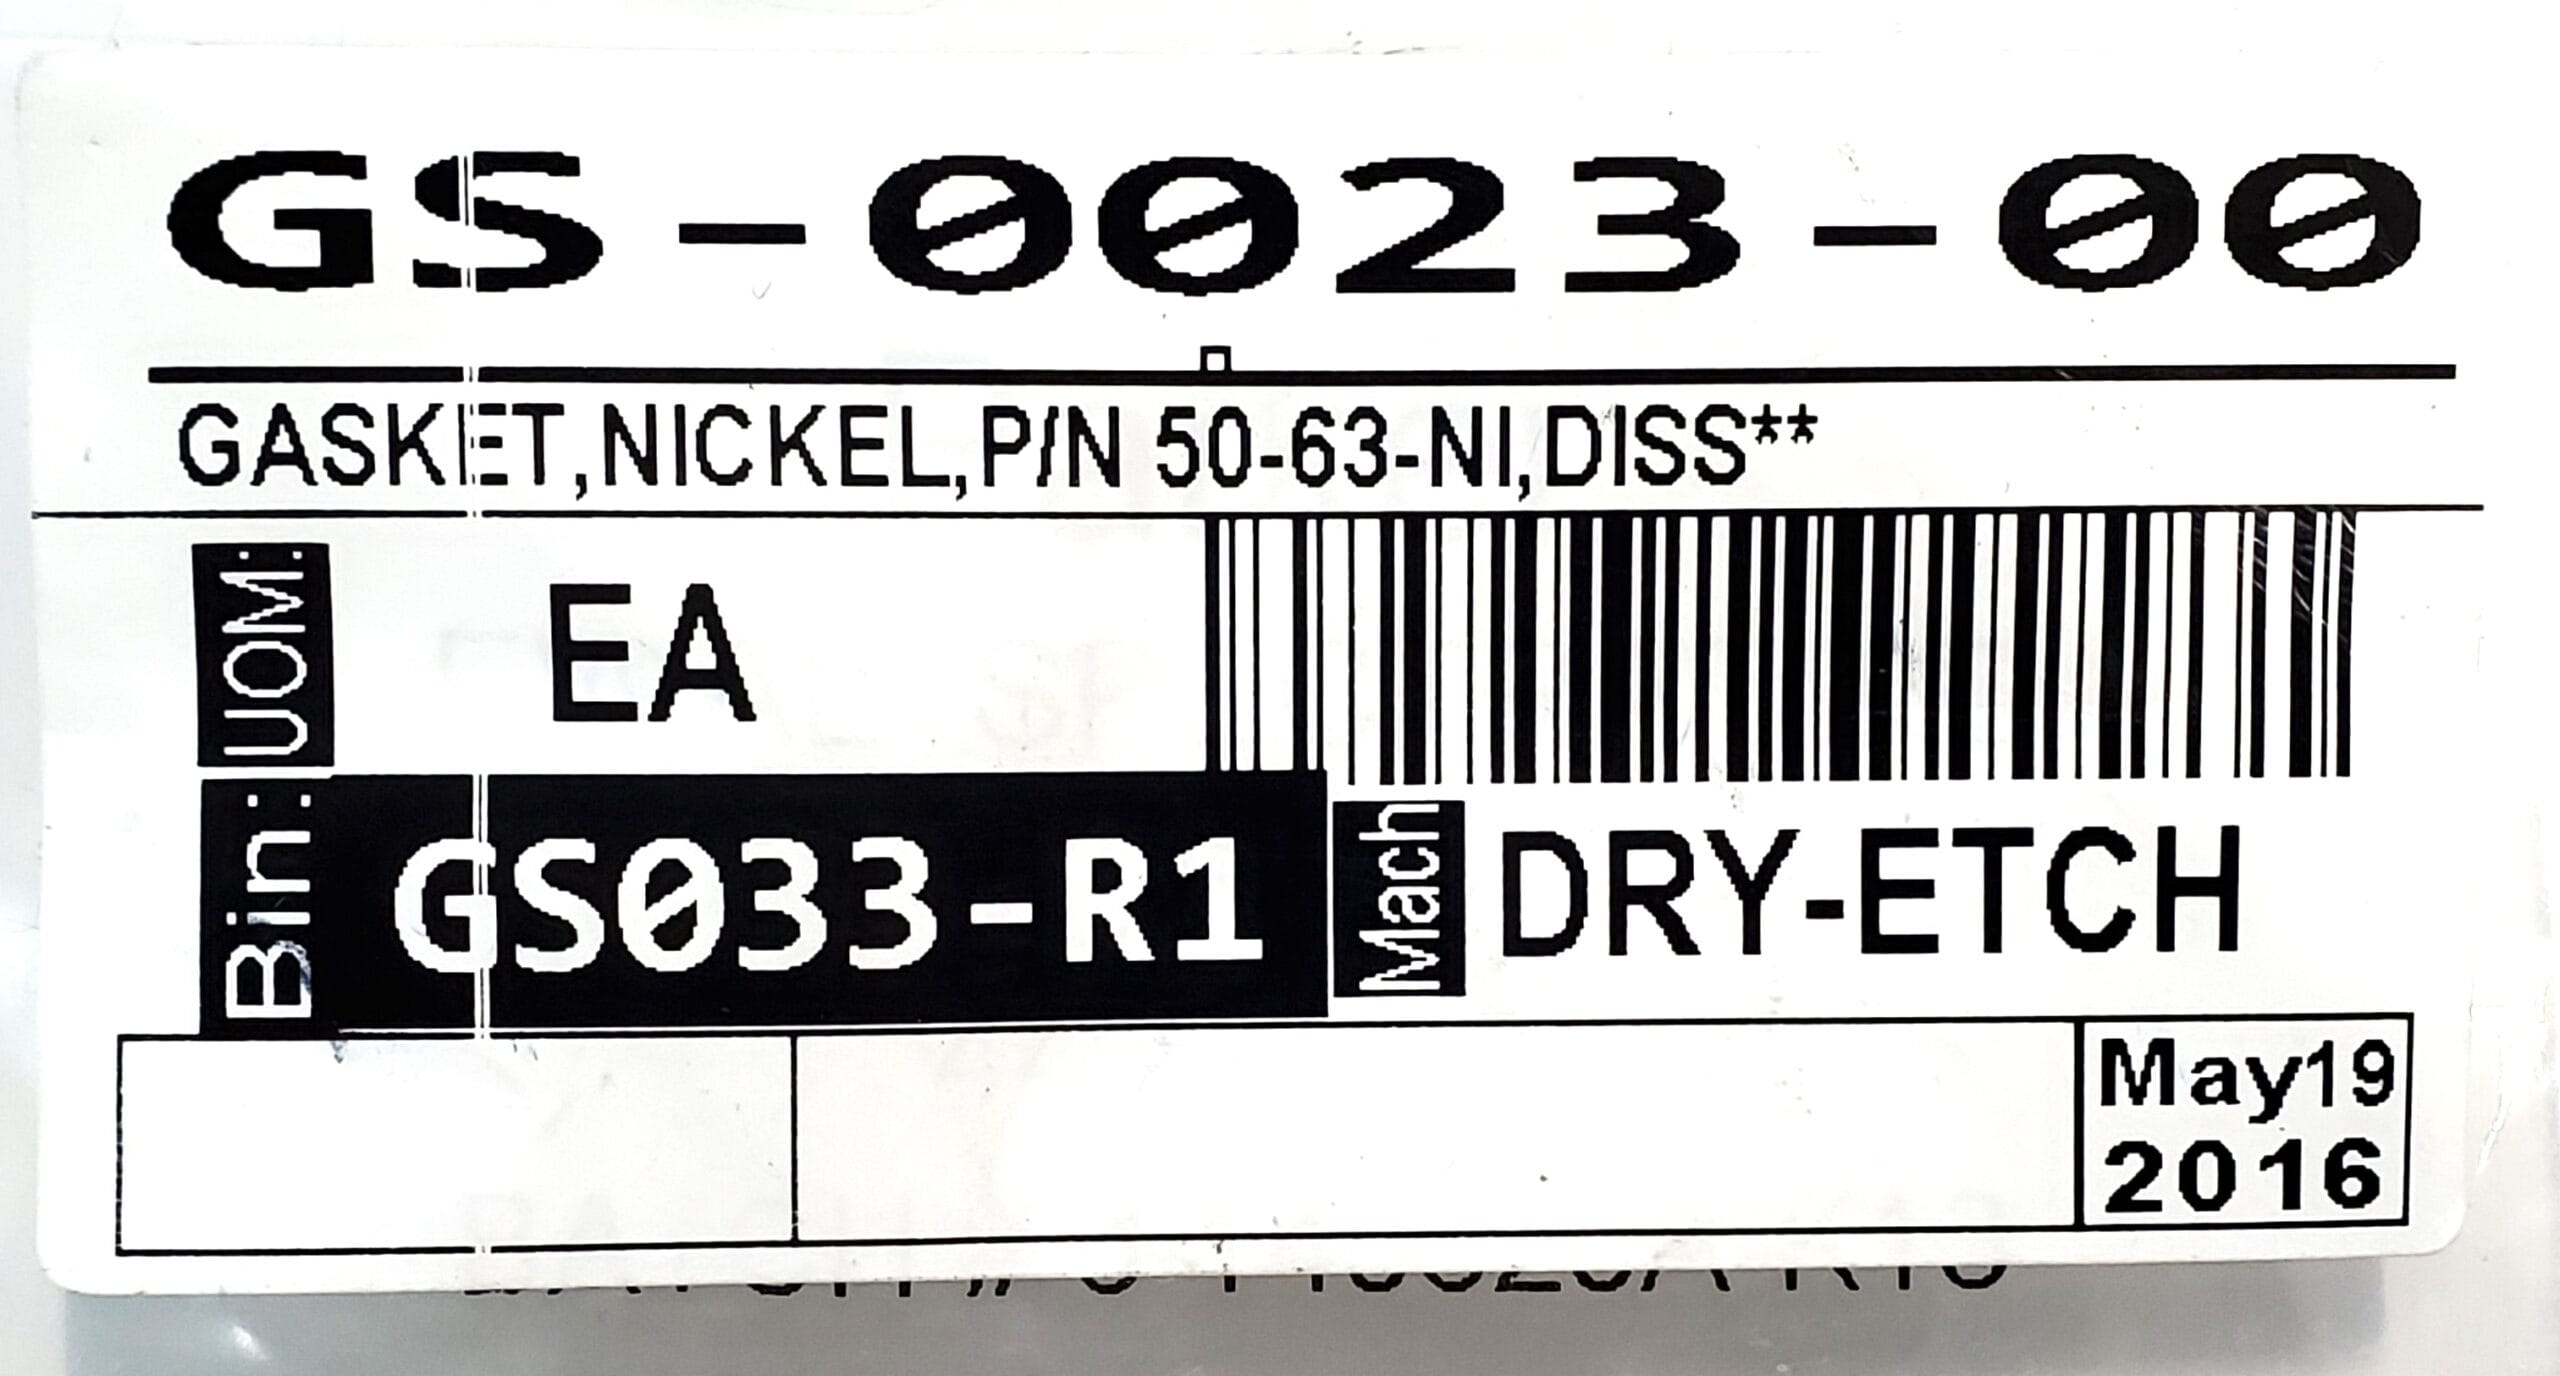 GS-0023-00
GASKET,NICKEL,P/N 50-63-NI,DISS**
UOM: EA
Bin: GS033-R1
Mach DRY-ETCH
May19
2016